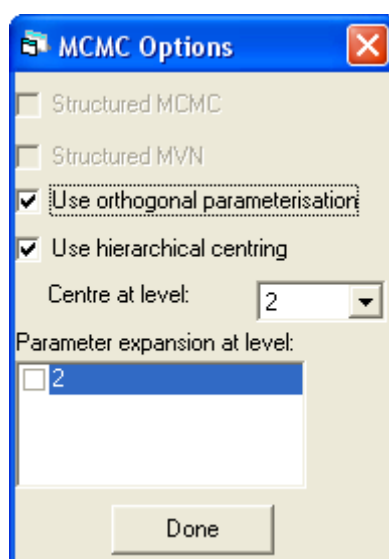 MCMC Options
Structured MCMC
Structured MVN
Use orthogonal parameterisation
Use hierarchical centring
Centre at level: 2
Parameter expansion at level:
2
Done